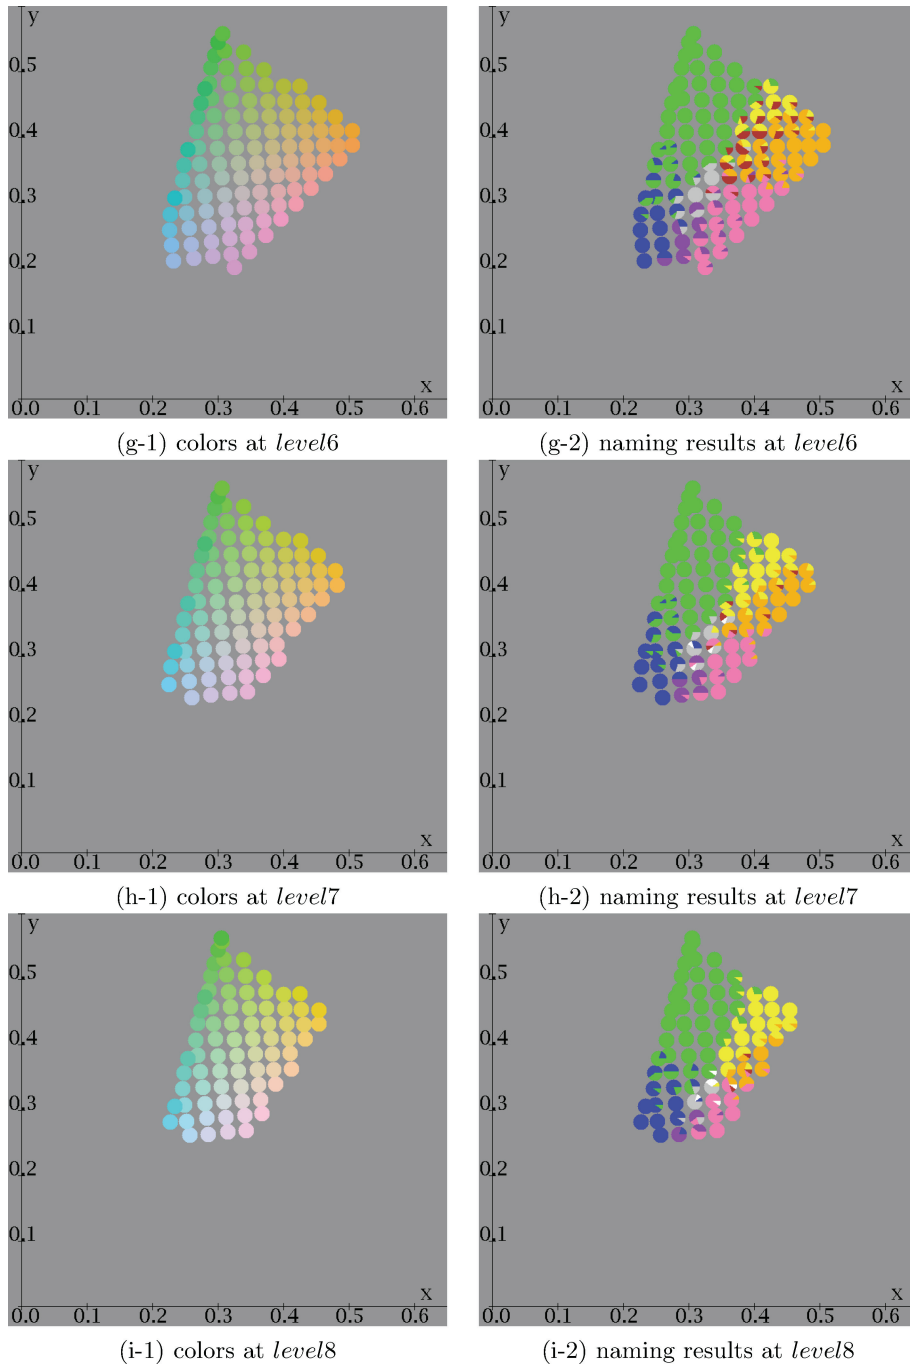 y y
0.5 0.5
0.4 0.4
0.3 0.3
0.2 0.2
0.1 0.1
x x
0.0 0.1 0.2 0.3 0.4 0.5 0.6 0.0 0.1 0.2 0.3 0.4 0.5 0.6
(g-1) colors at level6 (g-2) naming results at level6
y y
0.5 0.5
0.4 0.4
0.3 0.3
0.2 0.2
0.1 0.1
x x
0.0 0.1 0.2 0.3 0.4 0.5 0.6 0.0 0.1 0.2 0.3 0.4 0.5 0.6
(h-1) colors at level7 (h-2) naming results at level7
y y
0.5 0.5
0.4 0.4
0.3 0.3
0.2 0.2
0.1 0.1
x x
0.0 0.1 0.2 0.3 0.4 0.5 0.6 0.0 0.1 0.2 0.3 0.4 0.5 0.6
(i-1) colors at level8 (i-2) naming results at level8